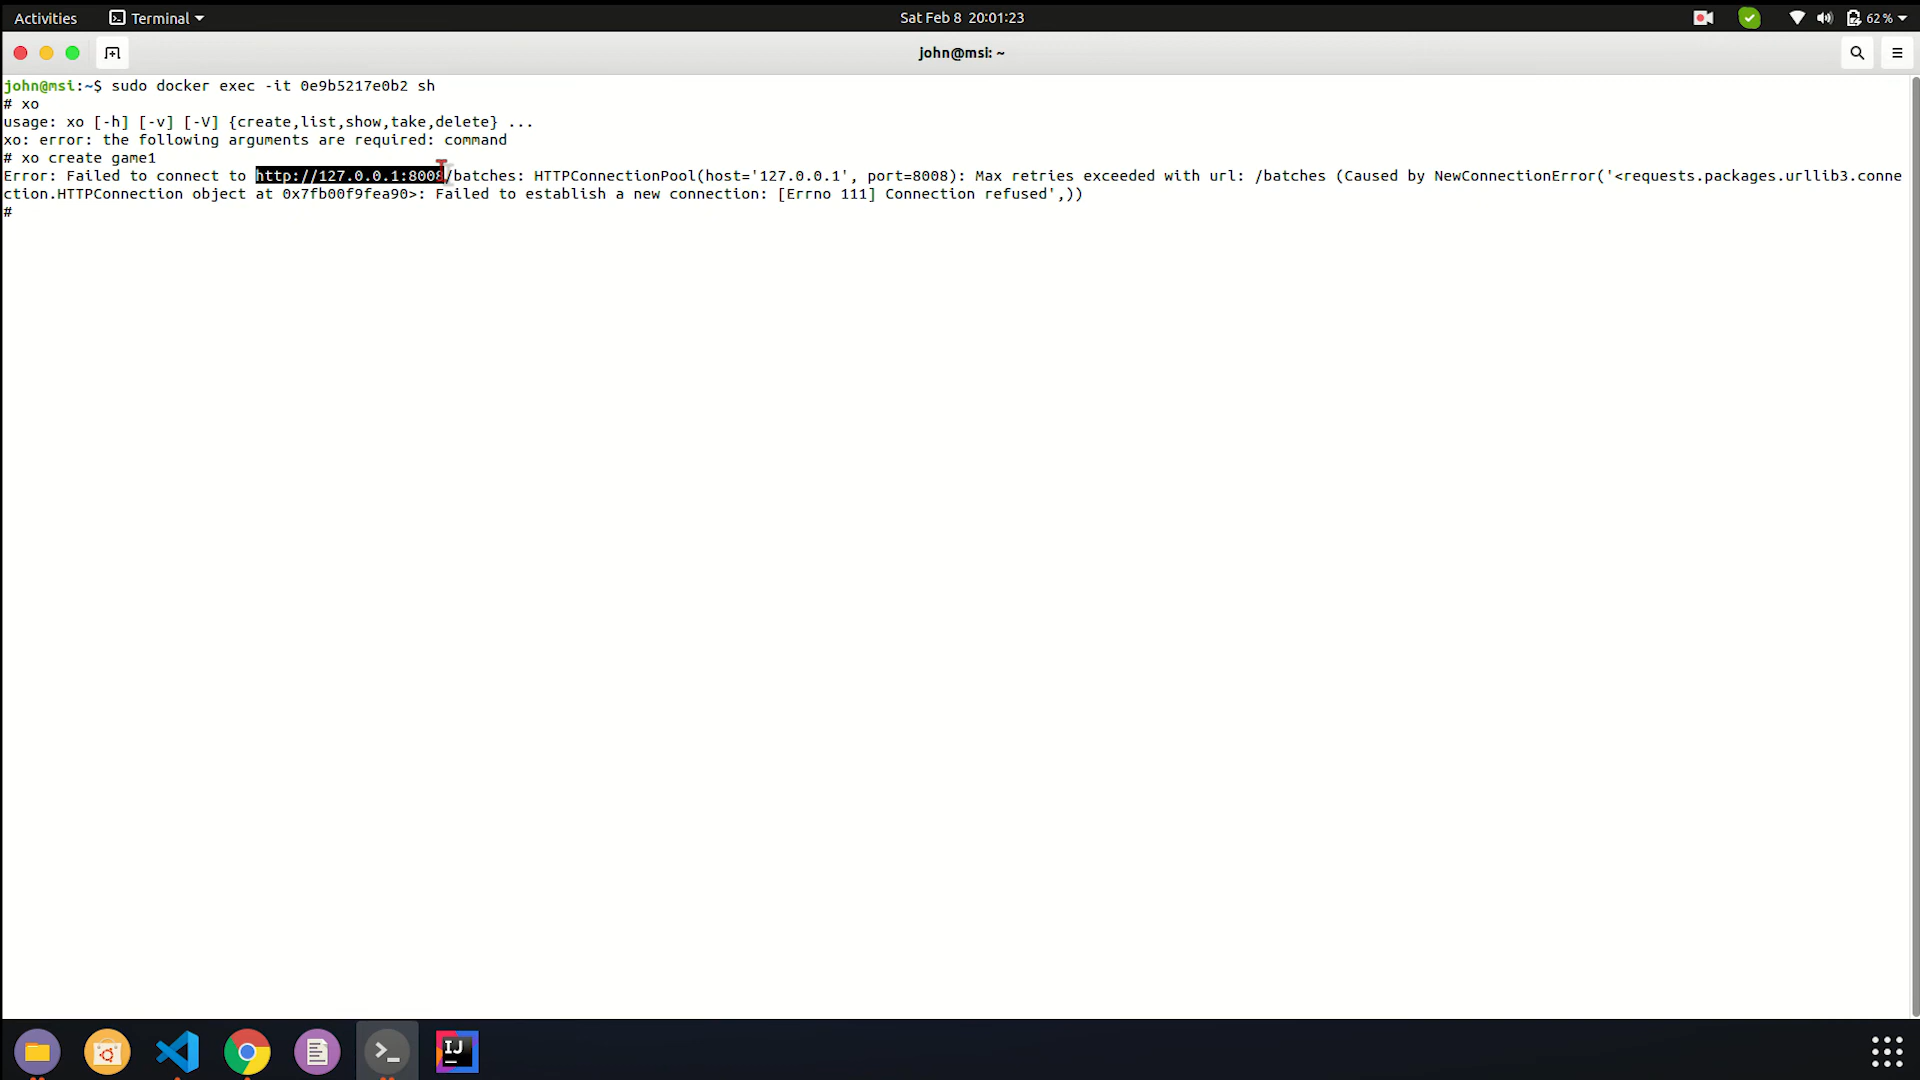 Activities Terminal Sat Feb 8 20:01:23 62 %
john@msi: ~
john@msi:~$ sudo docker exec -it 0e9b5217e0b2 sh
# xo
usage: xo [-h] [-v] [-V] {create,list,show,take,delete} ...
xo: error: the following arguments are required: command
# xo create game1
Error: Failed to connect to http://127.0.0.1:8008/batches: HTTPConnectionPool(host='127.0.0.1', port=8008): Max retries exceeded with url: /batches (Caused by NewConnectionError('<requests.packages.urllib3.conne
ction.HTTPConnection object at 0x7fb00f9fea90>: Failed to establish a new connection: [Errno 111] Connection refused',))
#
IJ